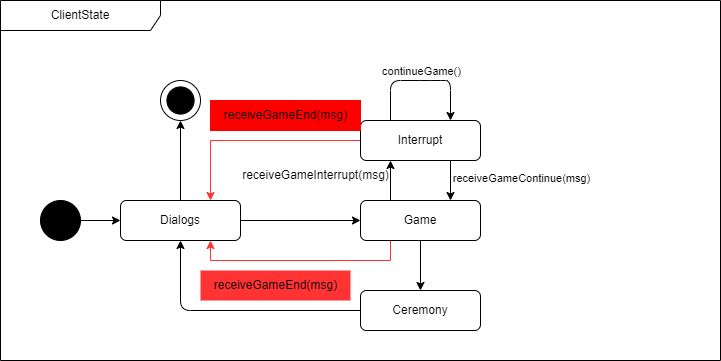 ClientState
continueGame()
receiveGameEnd(msg)
Interrupt
receiveGameInterrupt(msg)
receiveGameContinue(msg)
Dialogs
Game
receiveGameEnd(msg)
Ceremony